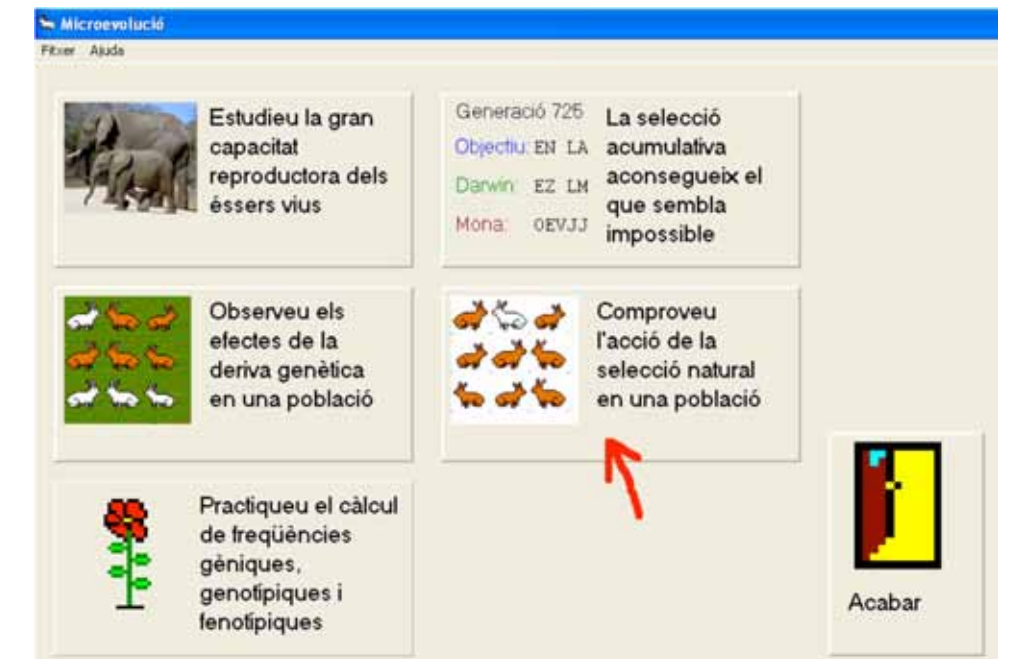 Microevolució
Fitxer Ajuda
Estudieu la gran
capacitat
reproductora dels
éssers vius
Generació 725
Objectiu: EN LA
Darwin: EZ LM
Mona: OEVJJ
La selecció
acumulativa
aconsegueix el
que sembla
impossible
Observeu els
efectes de la
deriva genètica
en una població
Comproveu
l'acció de la
selecció natural
en una població
Practiqueu el càlcul
de freqüències
gèniques,
genotípiques i
fenotípiques
Acabar